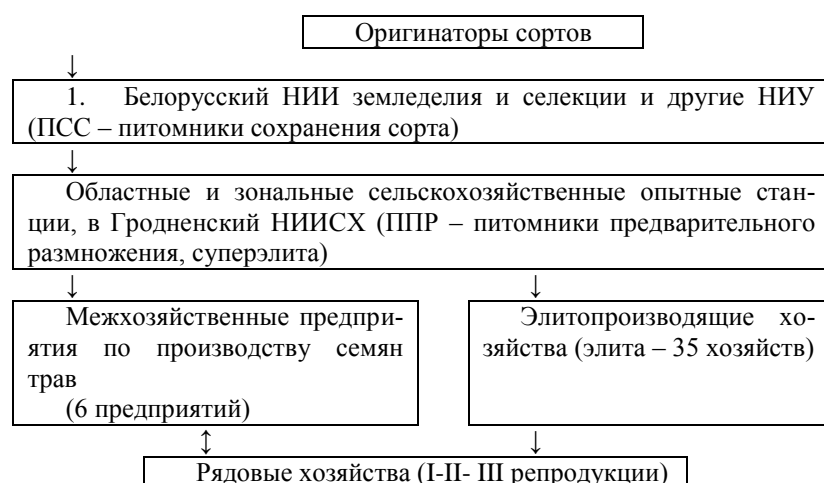 Оригинаторы сортов
↓
1. Белорусский НИИ земледелия и селекции и другие НИУ
(ПСС – питомники сохранения сорта)
↓
Областные и зональные сельскохозяйственные опытные стан-
ции, в Гродненский НИИСХ (ППР – питомники предварительного
размножения, суперэлита)
↓ ↓
Межхозяйственные предпри-
ятия по производству семян
трав
(6 предприятий)
Элитопроизводящие хо-
зяйства (элита – 35 хозяйств)
↕ ↓
Рядовые хозяйства (I-II- III репродукции)